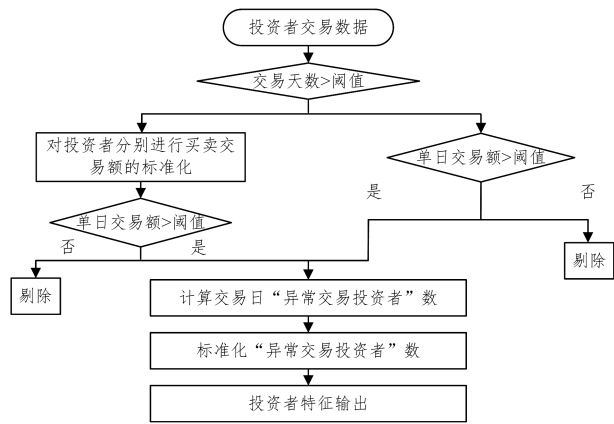 投资者交易数据
交易天数>阈值
对投资者分别进行买卖交
易额的标准化
单日交易额>阈值
是
否
单日交易额>阈值
否
是
剔除
剔除
计算交易日“异常交易投资者”数
标准化“异常交易投资者”数
投资者特征输出